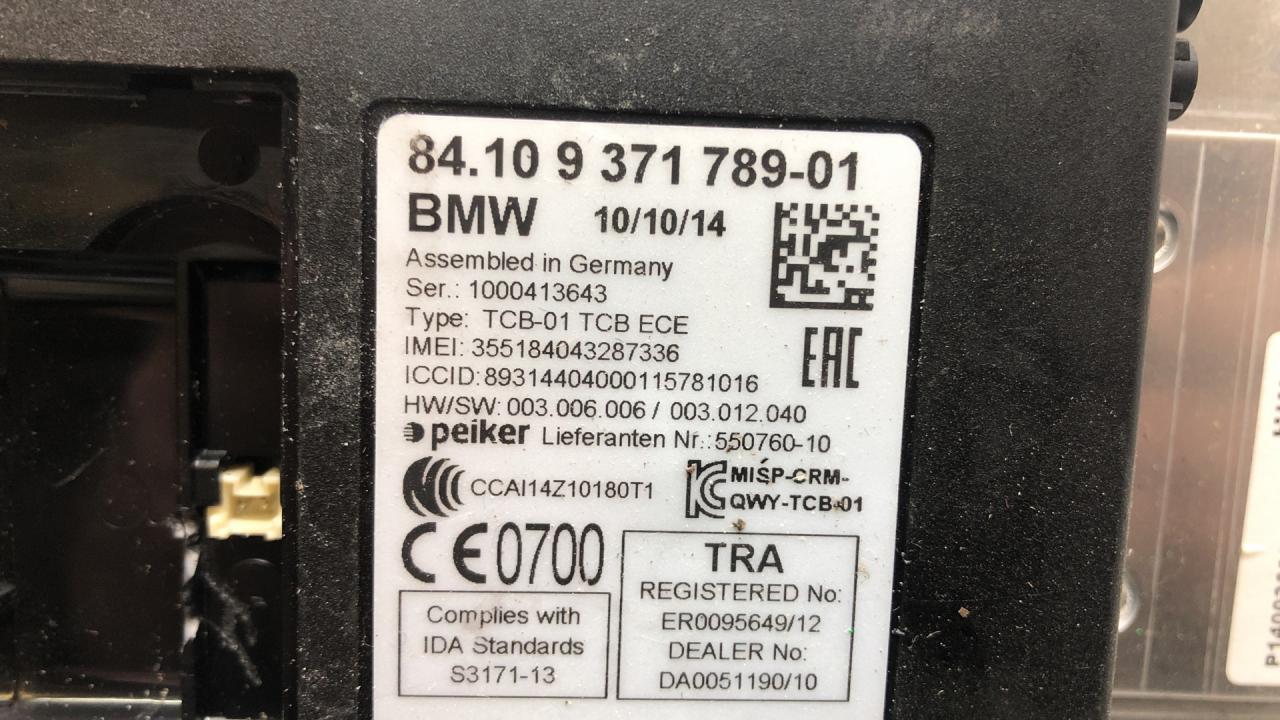 84.10 9 371 789-01
BMW 10/10/14
Assembled in Germany
Ser.: 1000413643
Type: TCB-01 TCB ECE
IMEI: 355184043287336
ICCID: 89314404000115781016
HW/SW: 003.006.006 / 003.012.040
peiker Lieferanten Nr.: 550760-10
EAC
CCAI14Z10180T1
MSIP-CRM-
QWY-TCB-01
CE0700
Complies with
IDA Standards
S3171-13
TRA
REGISTERED No:
ER0095649/12
DEALER No:
DA0051190/10